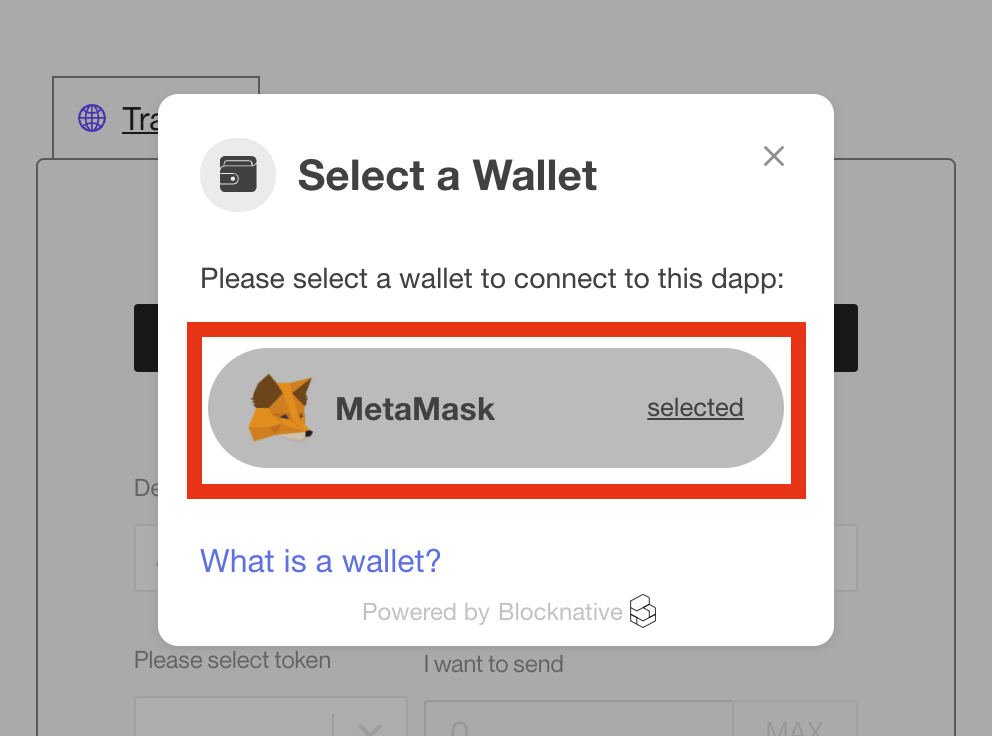 Tra
Select a Wallet
Please select a wallet to connect to this dapp:
MetaMask
selected
De
What is a wallet?
Powered by Blocknative
Please select token
I want to send
0
MAX